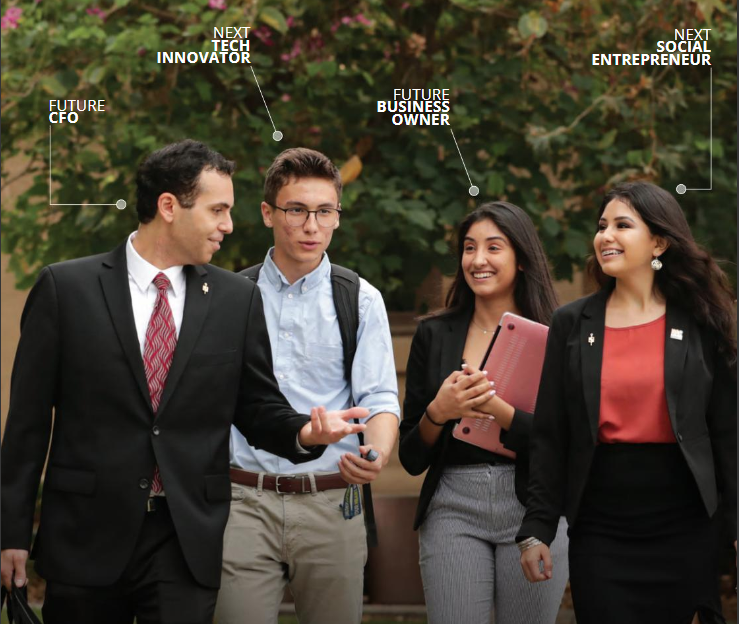 FUTURE
CFO
NEXT
TECH
INNOVATOR
FUTURE
BUSINESS
OWNER
NEXT
SOCIAL
ENTREPRENEUR